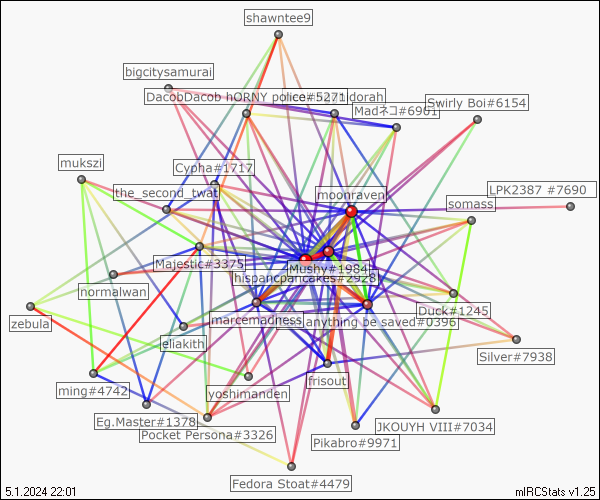 shawntee9
bigcitysamurai
DacobDacob hORNY police#5271
dorah
Madネコ#6961
Swirly Boi#6154
Cypha#1717
mukszi
the_second_twat
moonraven
LPK2387 #7690
somass
Majestic#3375
Mushy#1984
hispancpancakes#2928
normalwan
zebula
marcemadness
anything be saved#0396
Duck#1245
eliakith
Silver#7938
ming#4742
yoshimanden
frisout
Eg.Master#1378
Pocket Persona#3326
JKOUYH VIII#7034
Pikabro#9971
Fedora Stoat#4479
5.1.2024 22:01
mIRCStats v1.25